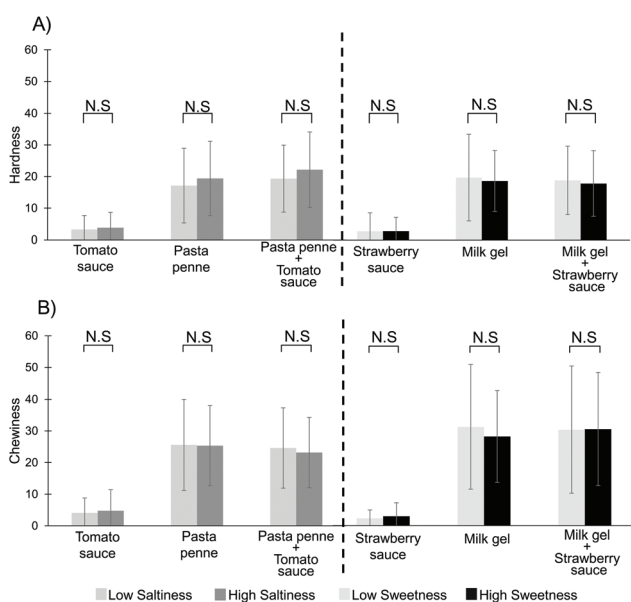 A)
Hardness
60
50
40
30
20
10
0
N.S N.S N.S N.S N.S N.S
Tomato
sauce
Pasta
penne
Pasta penne
+
Tomato
sauce
Strawberry
sauce
Milk gel
Milk gel
+
Strawberry
sauce
B)
Chewiness
60
50
40
30
20
10
0
N.S N.S N.S N.S N.S N.S
Tomato
sauce
Pasta
penne
Pasta penne
+
Tomato
sauce
Strawberry
sauce
Milk gel
Milk gel
+
Strawberry
sauce
Low Saltiness High Saltiness Low Sweetness High Sweetness